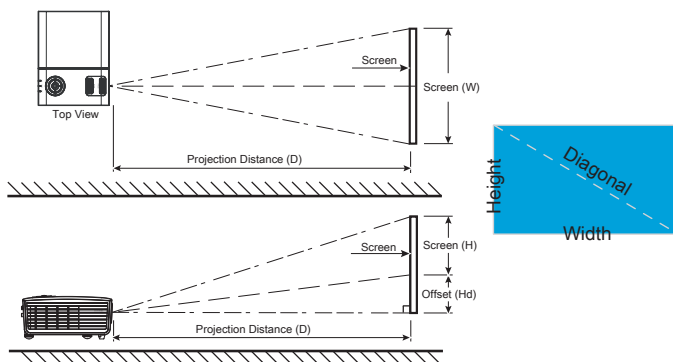 Screen
Screen (W)
Top View
Projection Distance (D)
Height
Diagonal
Width
Screen
Screen (H)
Offset (Hd)
Projection Distance (D)